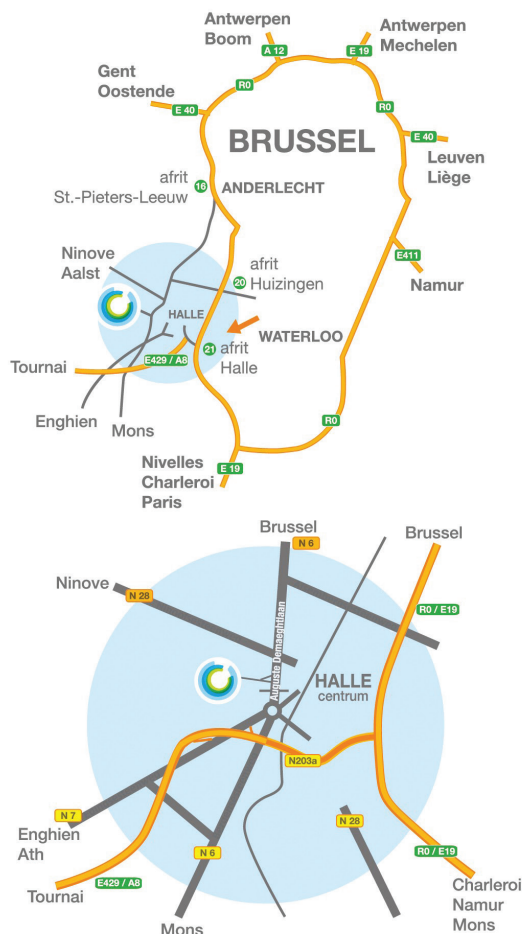 Antwerpen
Boom
Antwerpen
Mechelen
A 12
E 19
Gent
Oostende
R0
R0
E 40
E 40
BRUSSEL
Leuven
Liège
afrit
St.-Pieters-Leeuw
16
ANDERLECHT
Ninove
Aalst
E411
Namur
afrit
Huizingen
20
HALLE
WATERLOO
21
afrit
Halle
Tournai
E429 / A8
Enghien
Mons
R0
Nivelles
Charleroi
Paris
E 19
Brussel
N 6
Brussel
Ninove
N 28
R0 / E19
Auguste Demaeghtlaan
HALLE
centrum
N203a
N 7
Enghien
Ath
N 6
N 28
R0 / E19
Tournai
E429 / A8
Charleroi
Namur
Mons
Mons